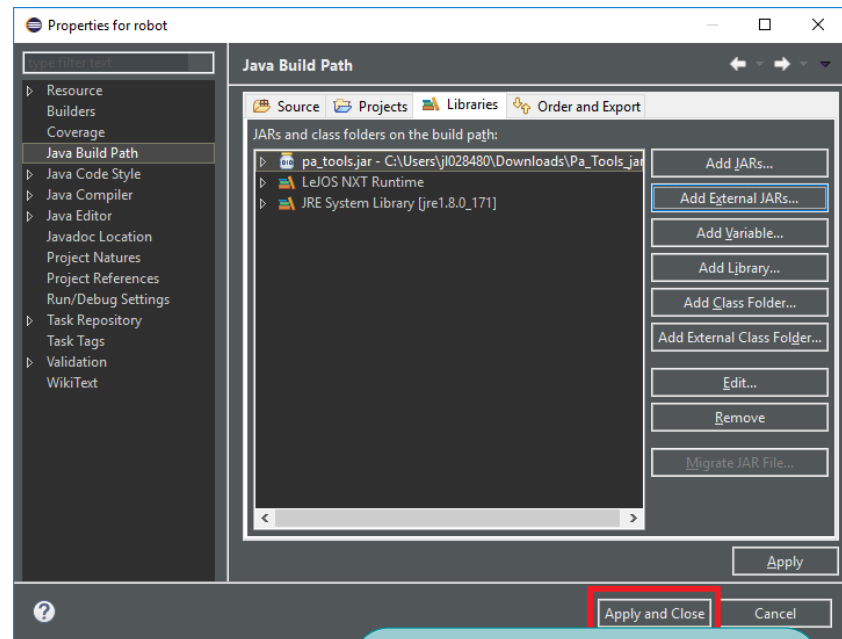 Properties for robot
type filter text
Resource
Builders
Coverage
Java Build Path
Java Code Style
Java Compiler
Java Editor
Javadoc Location
Project Natures
Project References
Run/Debug Settings
Task Repository
Task Tags
Validation
WikiText
Java Build Path
Source Projects Libraries Order and Export
JARs and class folders on the build path:
pa_tools.jar - C:\Users\jl028480\Downloads\Pa_Tools_jar
LeJOS NXT Runtime
JRE System Library [jre1.8.0_171]
Add JARs...
Add External JARs...
Add Variable...
Add Library...
Add Class Folder...
Add External Class Folder...
Edit...
Remove
Migrate JAR File...
Apply
Apply and Close
Cancel